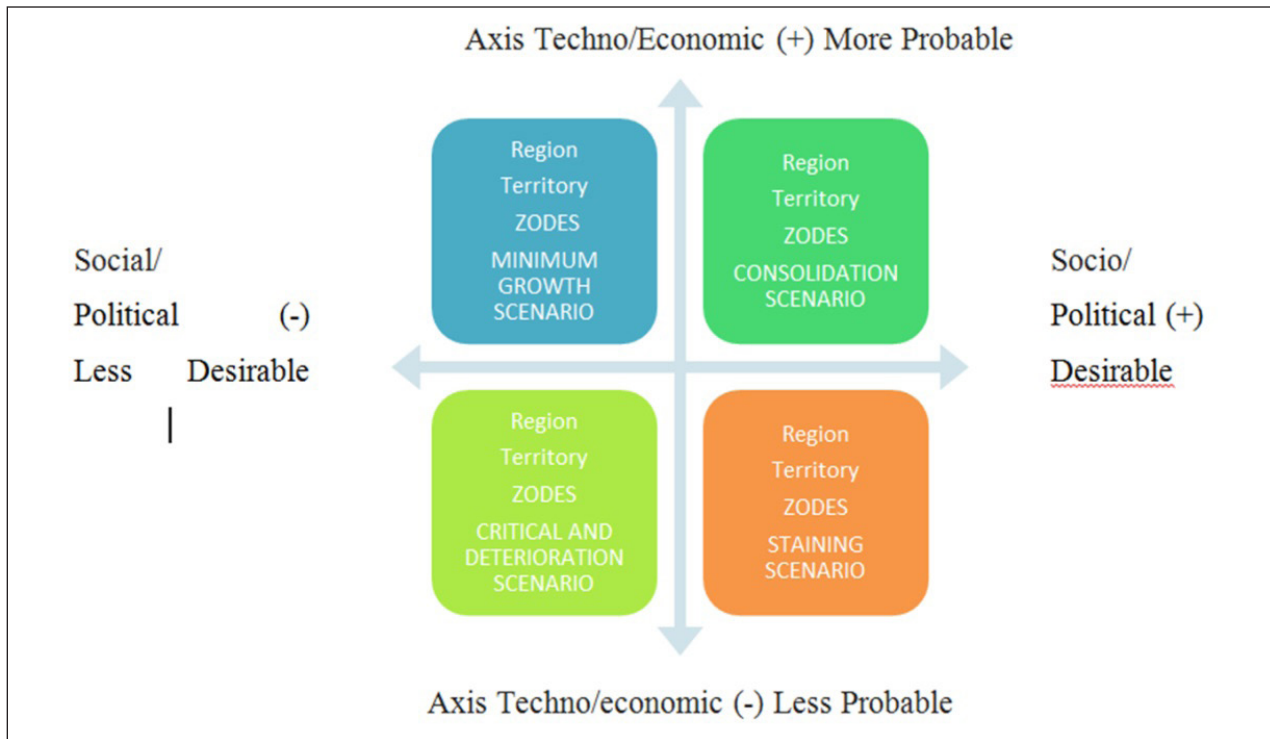 Axis Techno/Economic (+) More Probable
Region
Territory
ZODES
MINIMUM
GROWTH
SCENARIO
Region
Territory
ZODES
CONSOLIDATION
SCENARIO
Social/
Political (-)
Less Desirable
Socio/
Political (+)
Desirable
Region
Territory
ZODES
CRITICAL AND
DETERIORATION
SCENARIO
Region
Territory
ZODES
STAINING
SCENARIO
Axis Techno/economic (-) Less Probable